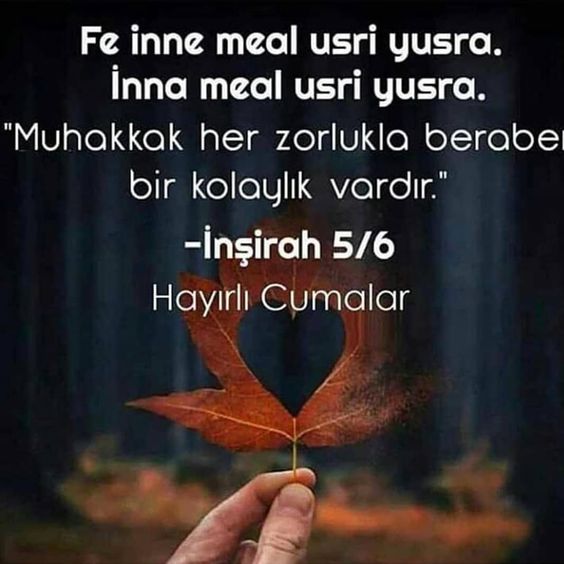 Fe inne meal usri yusra.
İnna meal usri yusra.
"Muhakkak her zorlukla beraber
bir kolaylık vardır."
-İnşirah 5/6
Hayırlı Cumalar